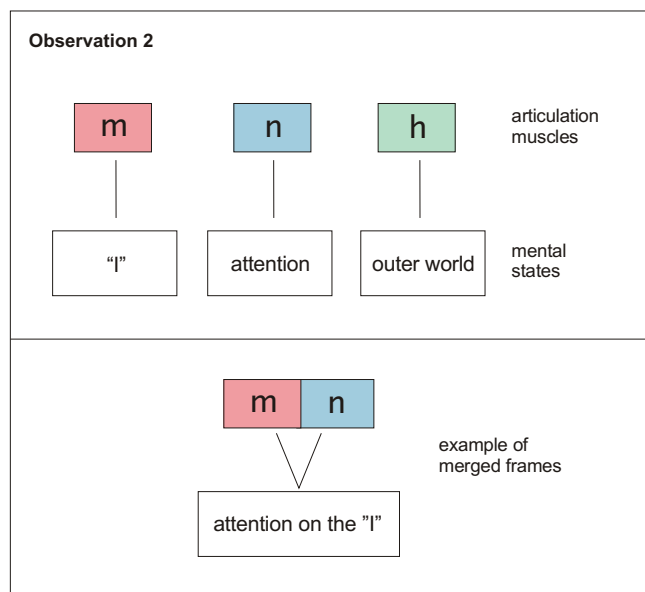 Observation 2
m n h
articulation
muscles
“I” attention outer world
mental
states
m n
example of
merged frames
attention on the ”I”